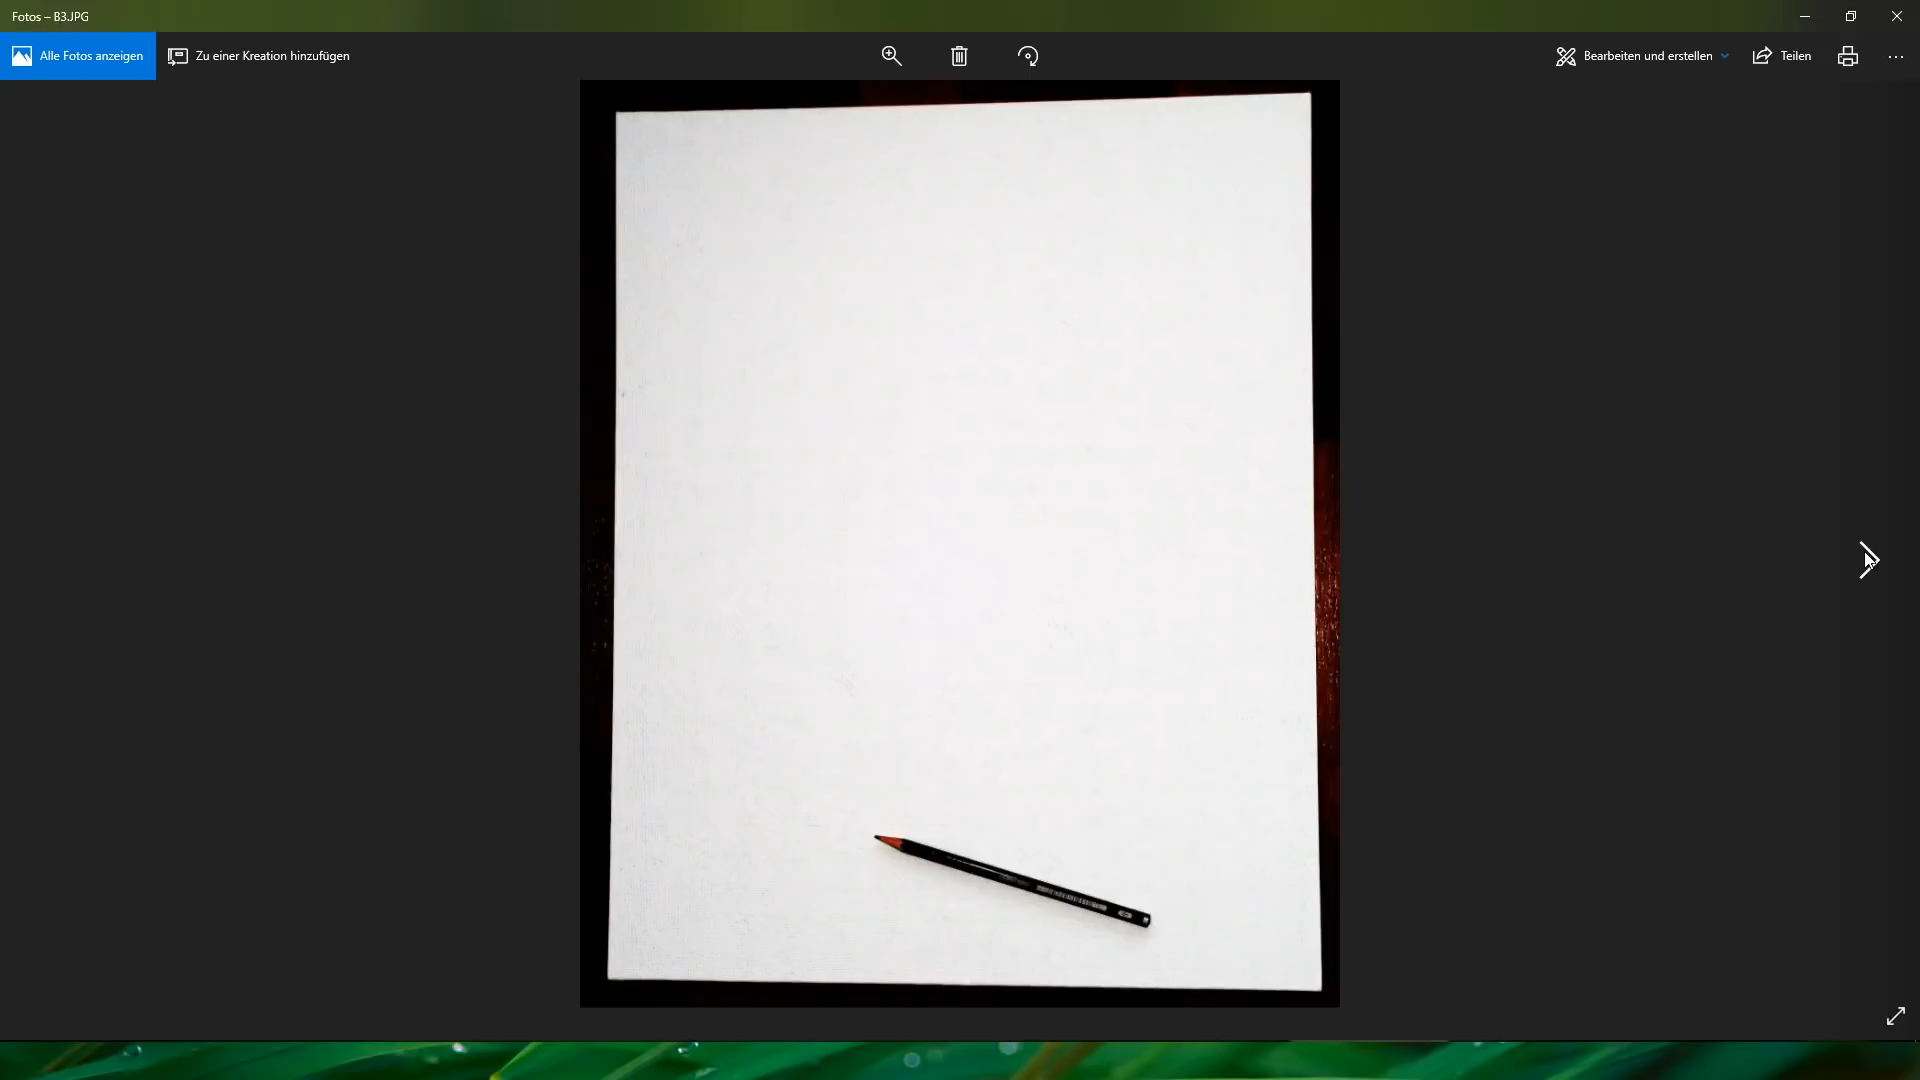 Fotos – B3.JPG
Alle Fotos anzeigen
Zu einer Kreation hinzufügen
Bearbeiten und erstellen
Teilen